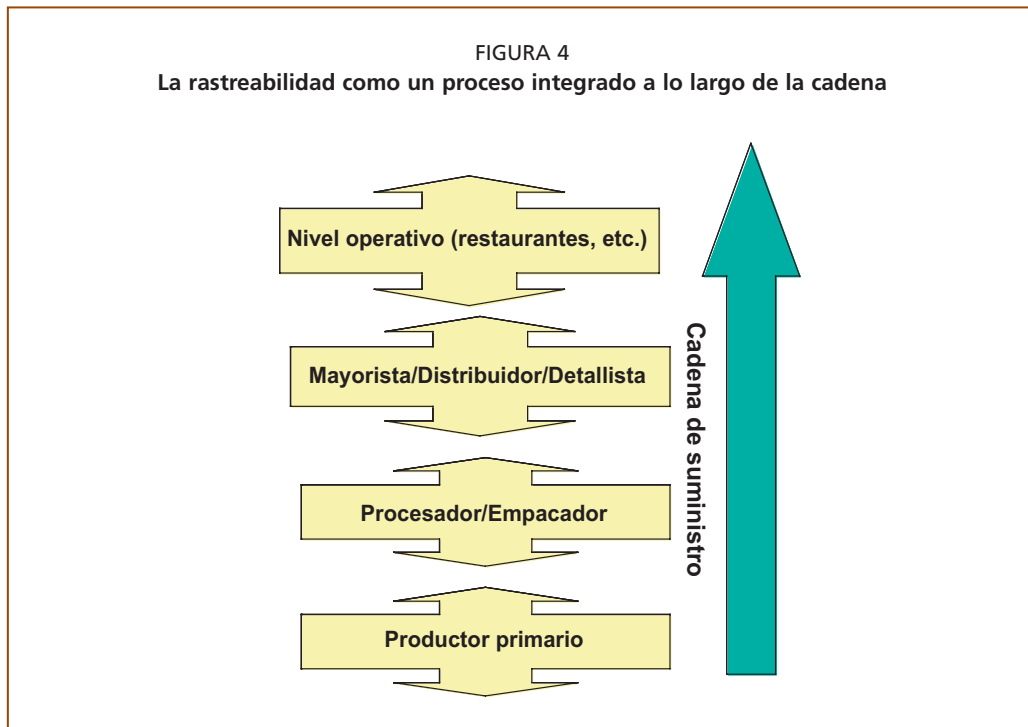 FIGURA 4
La rastreabilidad como un proceso integrado a lo largo de la cadena
Nivel operativo (restaurantes, etc.)
Mayorista/Distribuidor/Detallista
Procesador/Empacador
Productor primario
Cadena de suministro